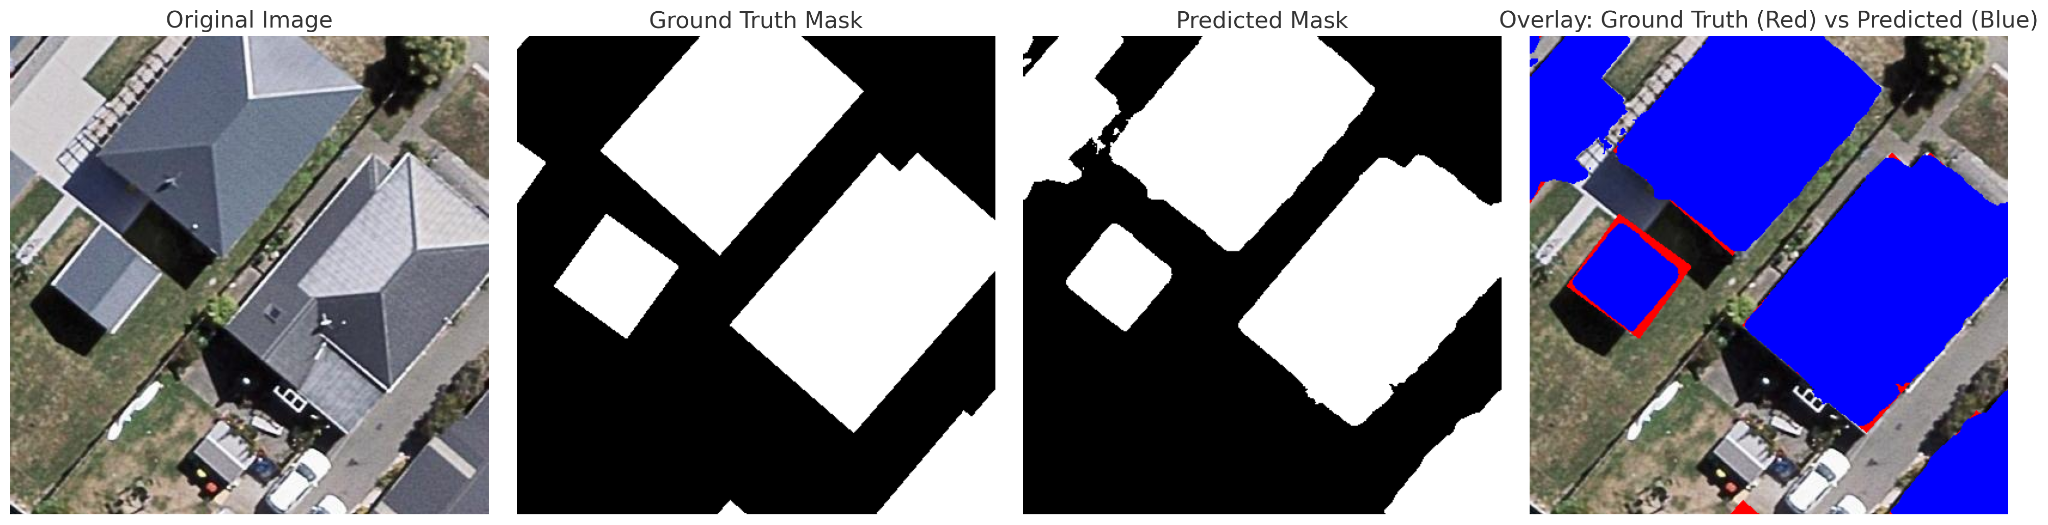 Original Image
Ground Truth Mask
Predicted Mask
Overlay: Ground Truth (Red) vs Predicted (Blue)